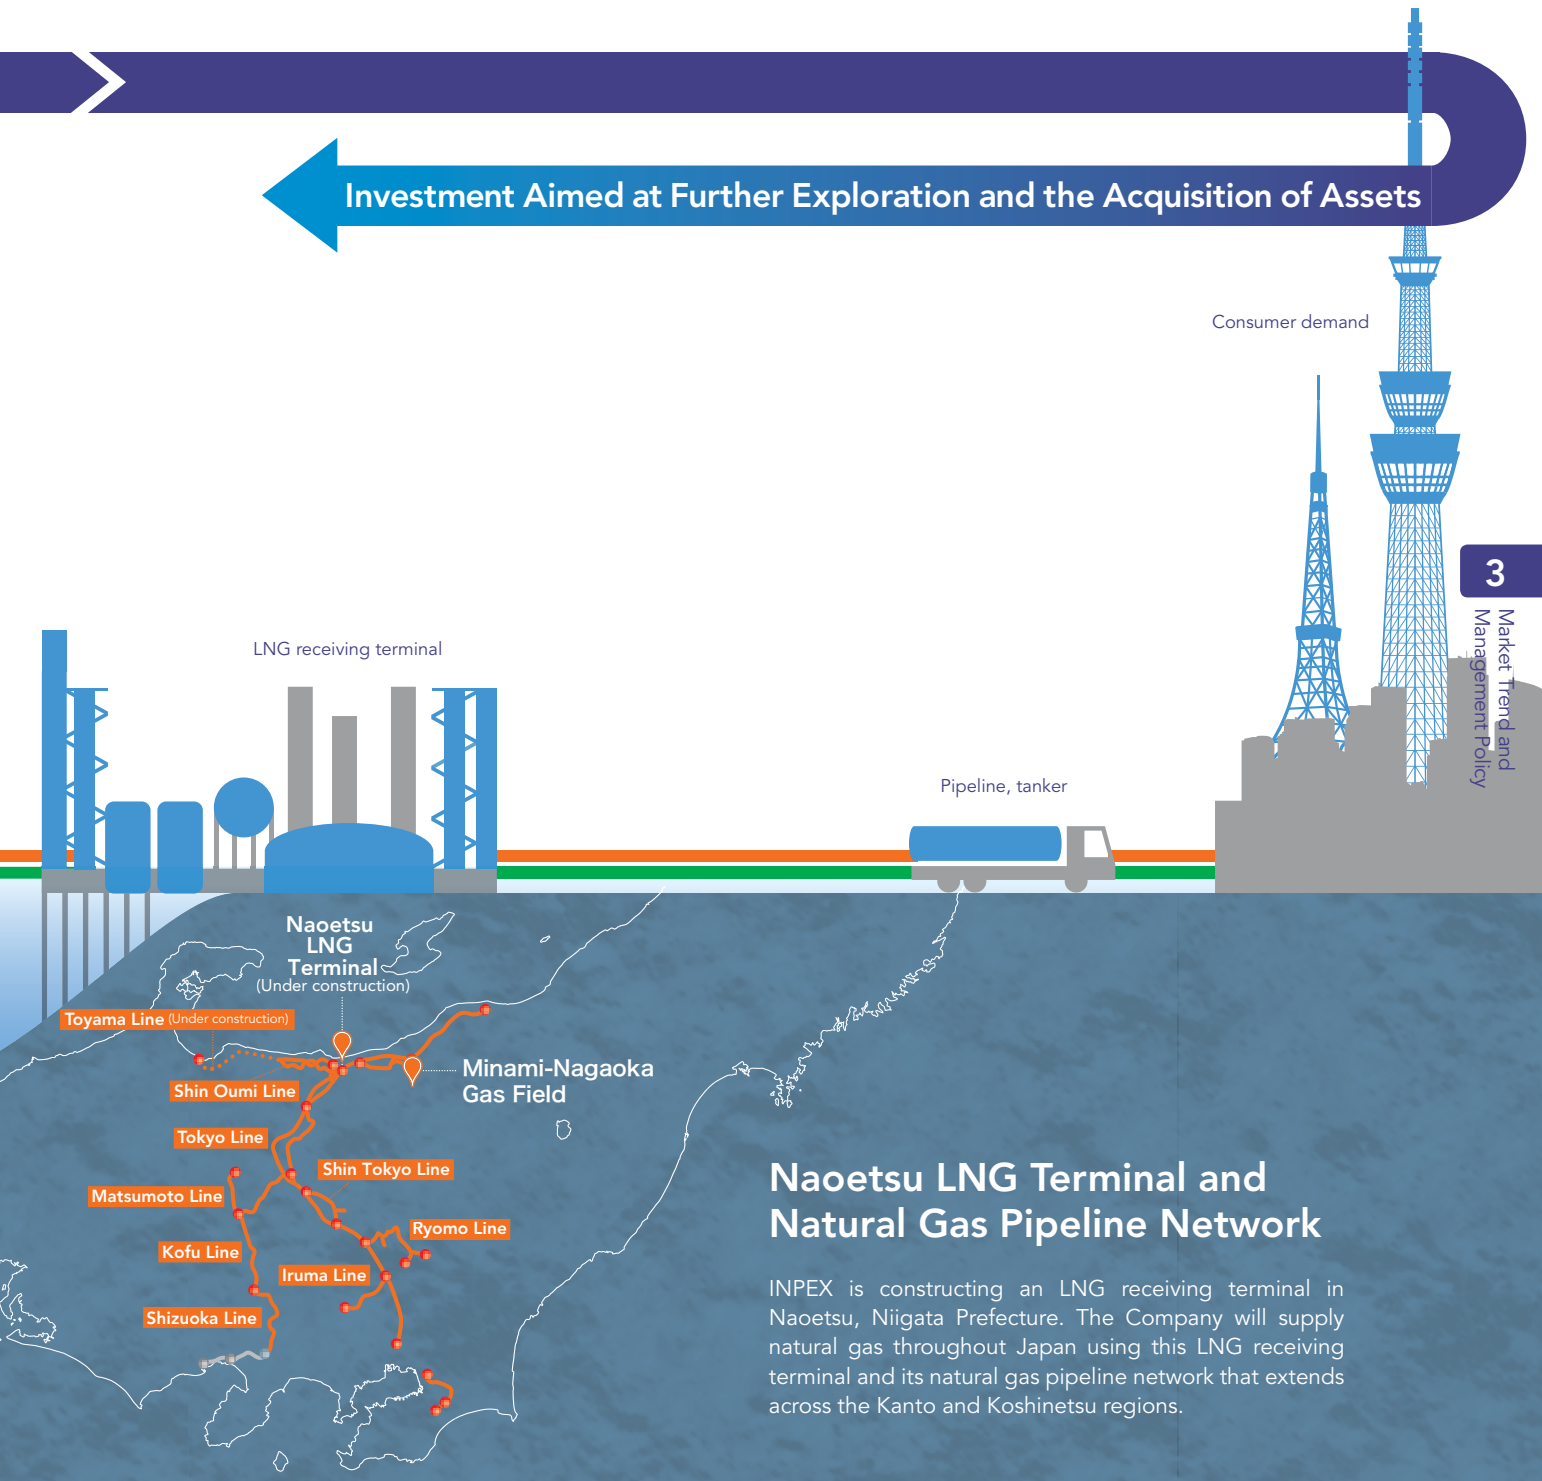 Investment Aimed at Further Exploration and the Acquisition of Assets
Consumer demand
3
Market Trend and
Management Policy
LNG receiving terminal
Pipeline, tanker
Naoetsu
LNG
Terminal
(Under construction)
Toyama Line (Under construction)
Minami-Nagaoka
Gas Field
Shin Oumi Line
Tokyo Line
Shin Tokyo Line
Matsumoto Line
Ryomo Line
Kofu Line
Iruma Line
Shizuoka Line
Naoetsu LNG Terminal and
Natural Gas Pipeline Network
INPEX is constructing an LNG receiving terminal in
Naoetsu, Niigata Prefecture. The Company will supply
natural gas throughout Japan using this LNG receiving
terminal and its natural gas pipeline network that extends
across the Kanto and Koshinetsu regions.